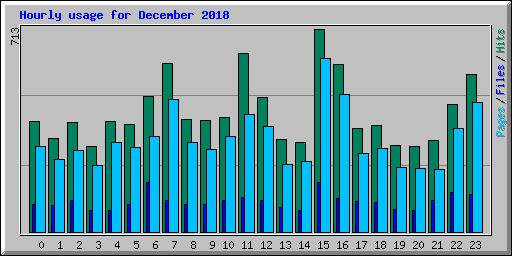 Hourly usage for December 2018
713
Pages / Files / Hits
0 1 2 3 4 5 6 7 8 9 10 11 12 13 14 15 16 17 18 19 20 21 22 23